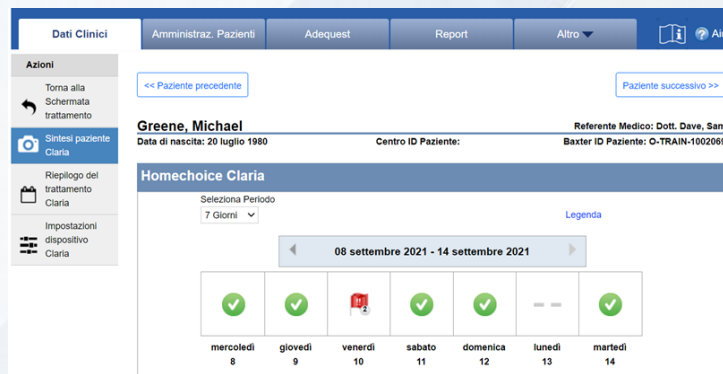 Dati Clinici
Amministraz. Pazienti
Adequest
Report
Altro
Azioni
Torna alla
Schermata
trattamento
Sintesi paziente
Claria
Riepilogo del
trattamento
Claria
Impostazioni
dispositivo
Claria
<< Paziente precedente
Paziente successivo >>
Greene, Michael
Referente Medico: Dott. Dave, Sam
Data di nascita: 20 luglio 1980
Centro ID Paziente:
Baxter ID Paziente: O-TRAIN-1002069
Homechoice Claria
Seleziona Periodo
7 Giorni
Legenda
08 settembre 2021 - 14 settembre 2021
2
mercoledì giovedì venerdì sabato domenica lunedì martedì
8 9 10 11 12 13 14